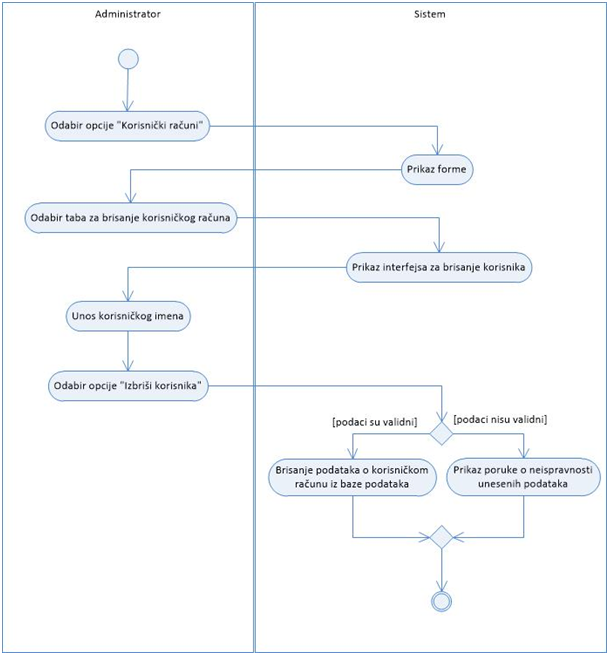 Administrator
Sistem
Odabir opcije "Korisnički računi"
Prikaz forme
Odabir taba za brisanje korisničkog računa
Prikaz interfejsa za brisanje korisnika
Unos korisničkog imena
Odabir opcije "Izbriši korisnika"
[podaci su validni]
[podaci nisu validni]
Brisanje podataka o korisničkom
računu iz baze podataka
Prikaz poruke o neispravnosti
unesenih podataka